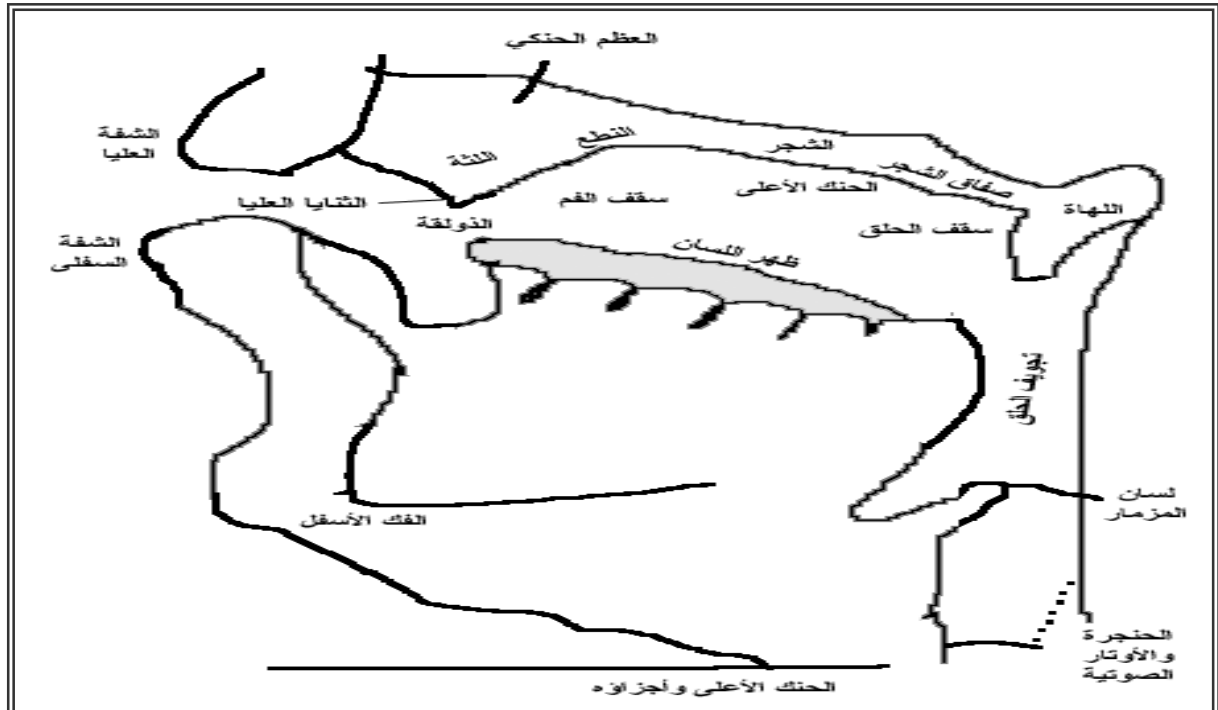 العظم الحنكي
الشفة
العليا
النطع
الشجر
اللثة
صفاق الشجر
الحنك الأعلى
سقف الفم
الثنايا العليا
اللهاة
الذولقة
سقف الحلق
الشفة
السفلى
ظهر اللسان
تجويف الحلق
لسان
المزمار
الفك الأسفل
الحنجرة
والأوتار
الصوتية
الحنك الأعلى وأجزاؤه